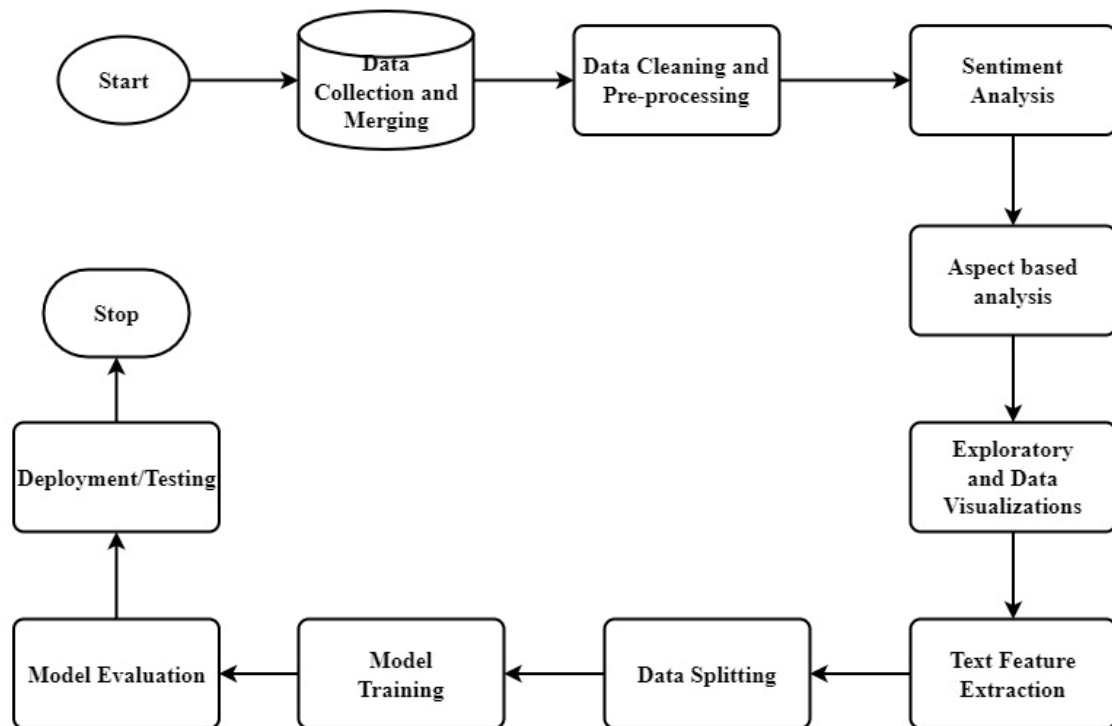 Start
Data
Collection and
Merging
Data Cleaning and
Pre-processing
Sentiment
Analysis
Aspect based
analysis
Exploratory
and Data
Visualizations
Text Feature
Extraction
Data Splitting
Model
Training
Model Evaluation
Deployment/Testing
Stop